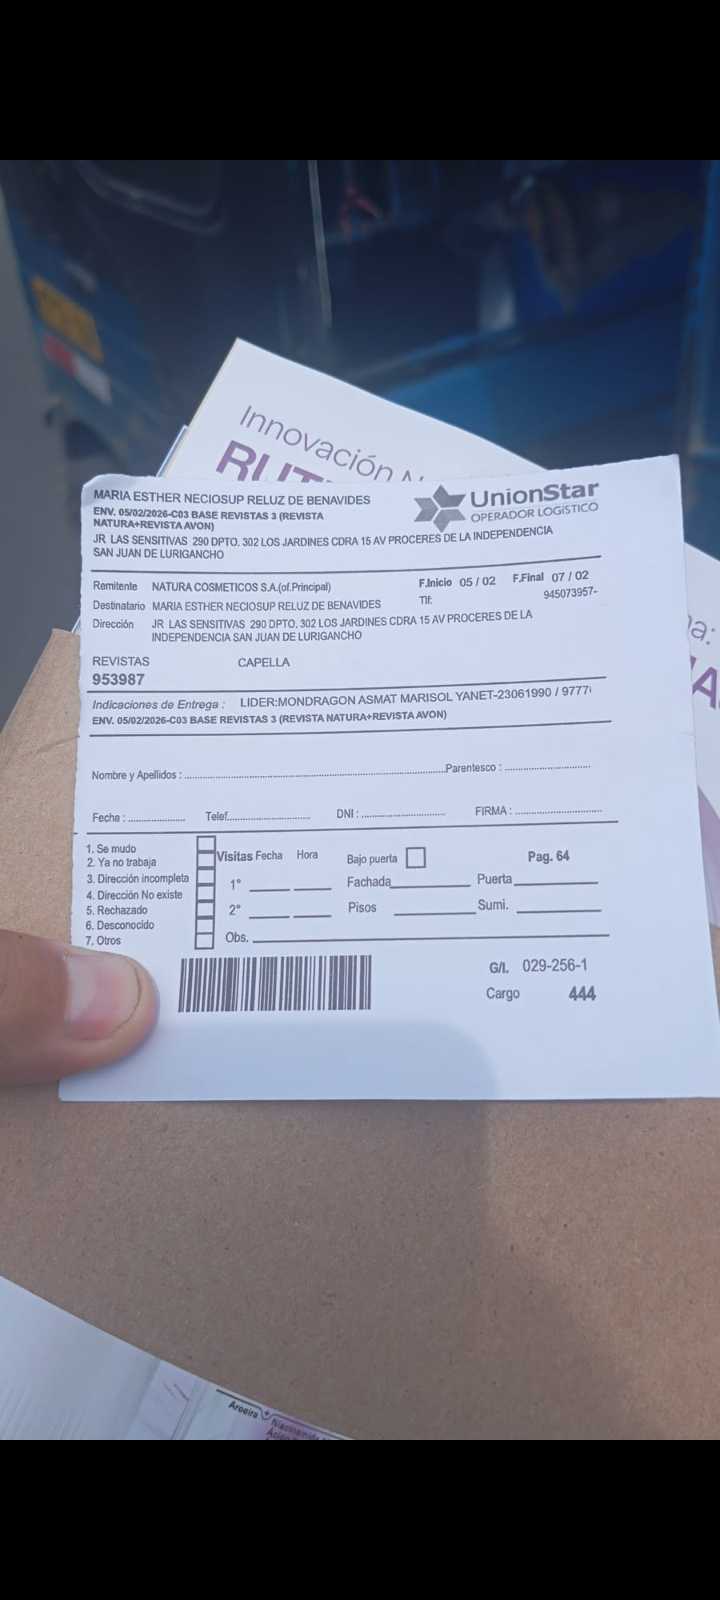 Innovación
MARIA ESTHER NECIOSUP RELUZ DE BENAVIDES
UnionStar
OPERADOR LOGÍSTICO
ENV. 05/02/2026-C03 BASE REVISTAS 3 (REVISTA
NATURA+REVISTA AVON)
JR LAS SENSITIVAS 290 DPTO. 302 LOS JARDINES CDRA 15 AV PROCERES DE LA INDEPENDENCIA
SAN JUAN DE LURIGANCHO
Remitente NATURA COSMETICOS S.A.(of.Principal) F.Inicio 05 / 02 F.Final 07 / 02
Destinatario MARIA ESTHER NECIOSUP RELUZ DE BENAVIDES Tlf: 945073957-
Dirección JR LAS SENSITIVAS 290 DPTO. 302 LOS JARDINES CDRA 15 AV PROCERES DE LA
INDEPENDENCIA SAN JUAN DE LURIGANCHO
REVISTAS CAPELLA
953987
Indicaciones de Entrega : LIDER:MONDRAGON ASMAT MARISOL YANET-23061990 / 9777
ENV. 05/02/2026-C03 BASE REVISTAS 3 (REVISTA NATURA+REVISTA AVON)
Nombre y Apellidos : Parentesco :
Fecha : Telef. DNI : FIRMA :
1. Se mudo
2. Ya no trabaja
3. Dirección incompleta
4. Dirección No existe
5. Rechazado
6. Desconocido
7. Otros
Visitas Fecha Hora Bajo puerta Pag. 64
1° Fachada Puerta
2° Pisos Sumi.
Obs.
G/l. 029-256-1
Cargo 444
Aroeira